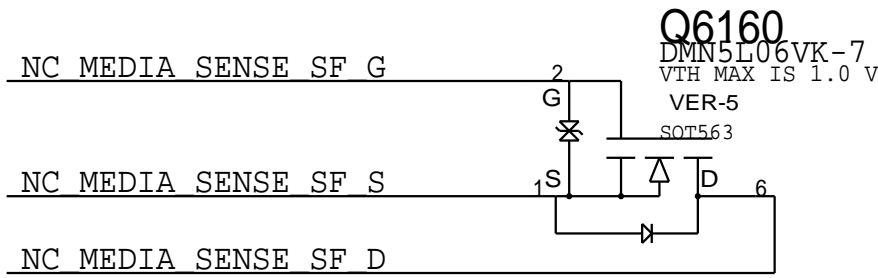 Q6160
DMN5L06VK-7
VTH MAX IS 1.0 V
VER-5
SOT563
NC_MEDIA_SENSE_SF_G
2
G
NC_MEDIA_SENSE_SF_S
1
S
D
6
NC_MEDIA_SENSE_SF_D